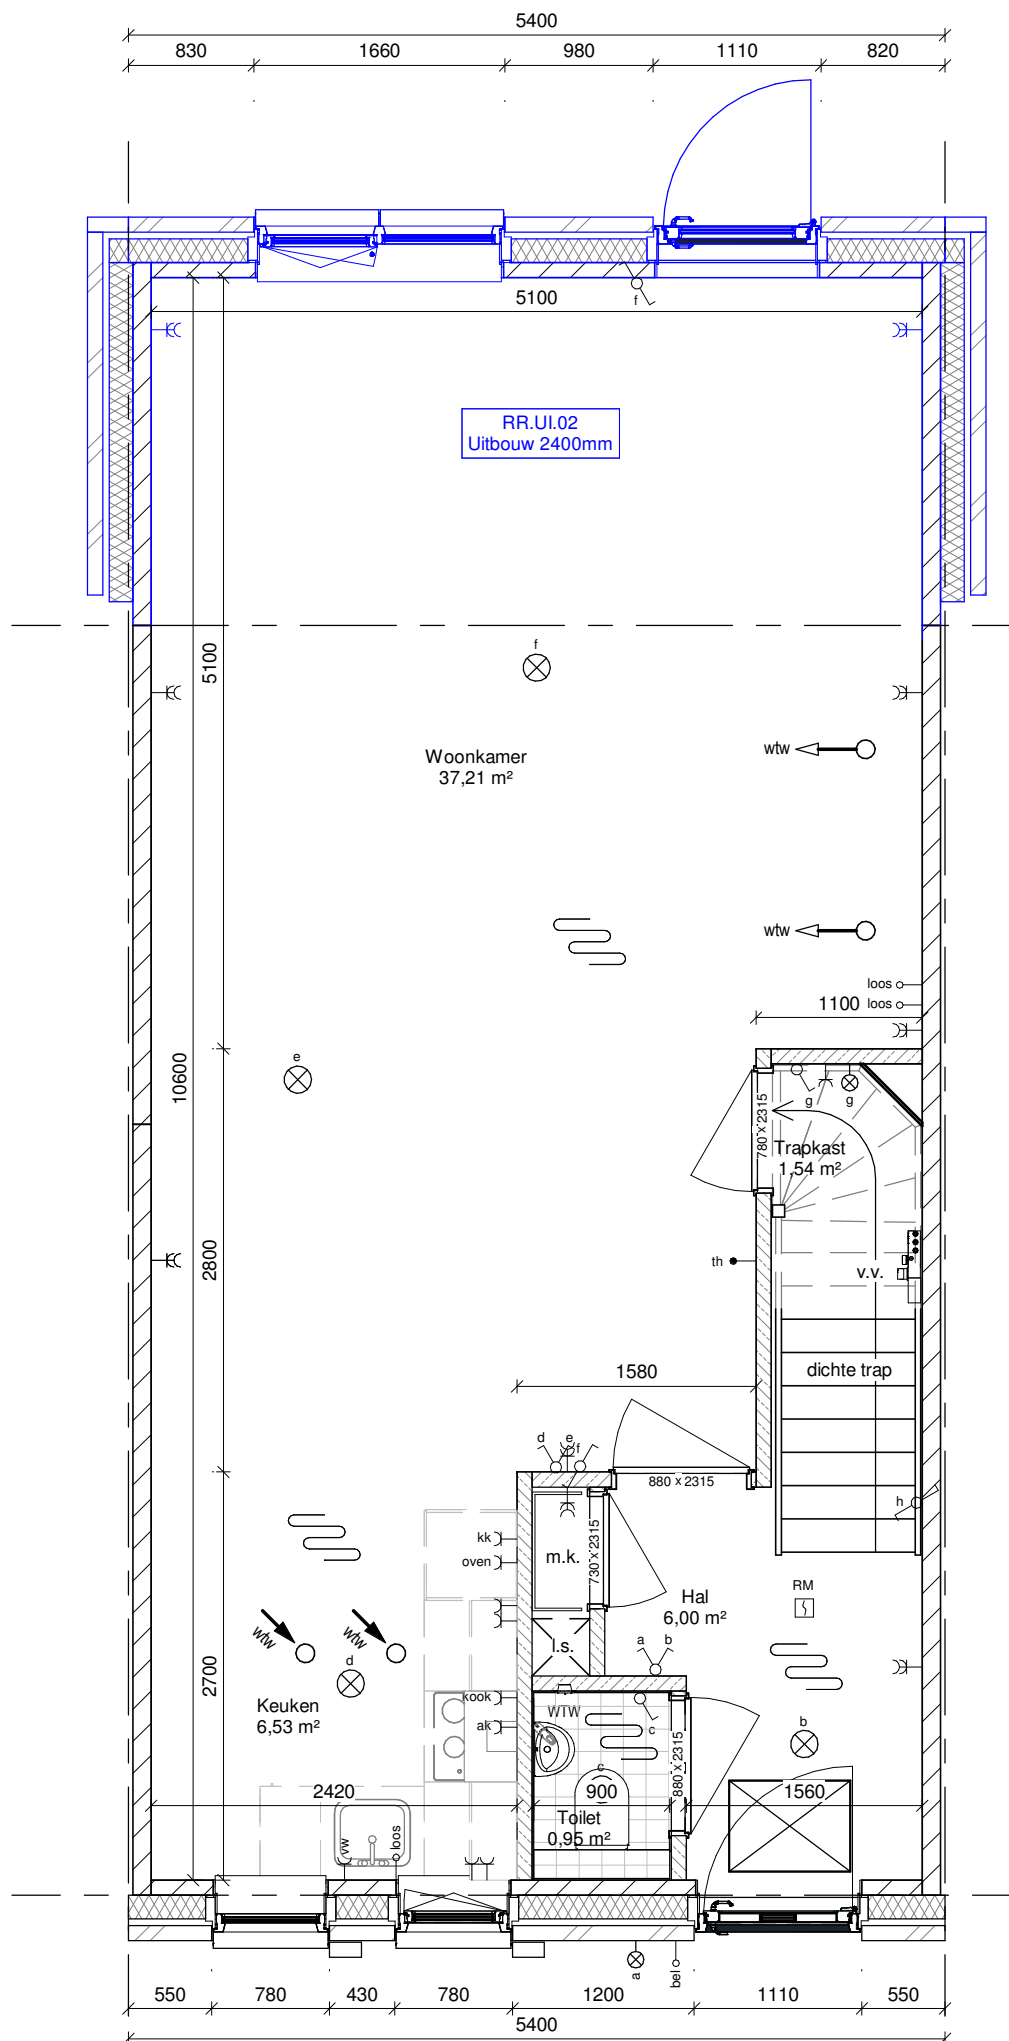 5400
830 1660 980 1110 820
5100
f
RR.UI.02
Uitbouw 2400mm
5100
f
Woonkamer
37,21 m²
wtw
wtw
loos
loos
1100
e
10600
780 x 2315
g
g
Trapkast
1,54 m²
2800
th
v.v.
dichte trap
1580
d
e
f
880 x 2315
h
kk
oven
m.k.
730 x 2315
Hal
6,00 m²
RM
l.s.
a
b
wtw
wtw
d
2700
Keuken
6,53 m²
kook
ak
WTW
c
880 x 2315
b
c
2420
900
1560
Toilet
0,95 m²
vw
loos
a
bel
550 780 430 780 1200 1110 550
5400